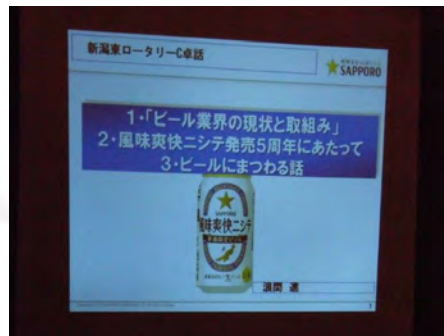 新潟東ロータリーC卓話
SAPPORO
1・「ビール業界の現状と取組み」
2・風味爽快ニシテ発売5周年にあたって
3・ビールにまつわる話
SAPPORO
風味爽快ニシテ